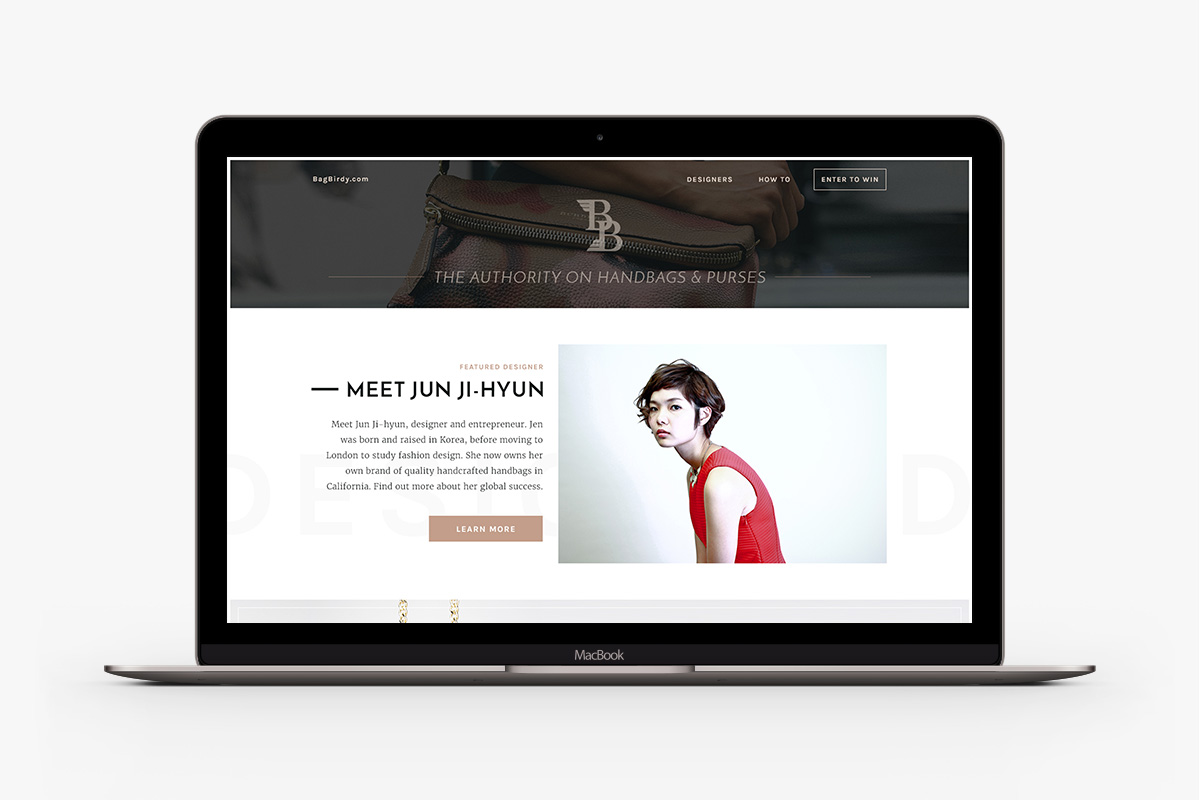 BagBirdy.com
DESIGNERS
HOW TO
ENTER TO WIN
BB
THE AUTHORITY ON HANDBAGS & PURSES
FEATURED DESIGNER
MEET JUN JI-HYUN
Meet Jun Ji-hyun, designer and entrepreneur. Jen
was born and raised in Korea, before moving to
London to study fashion design. She now owns her
own brand of quality handcrafted handbags in
California. Find out more about her global success.
LEARN MORE
MacBook